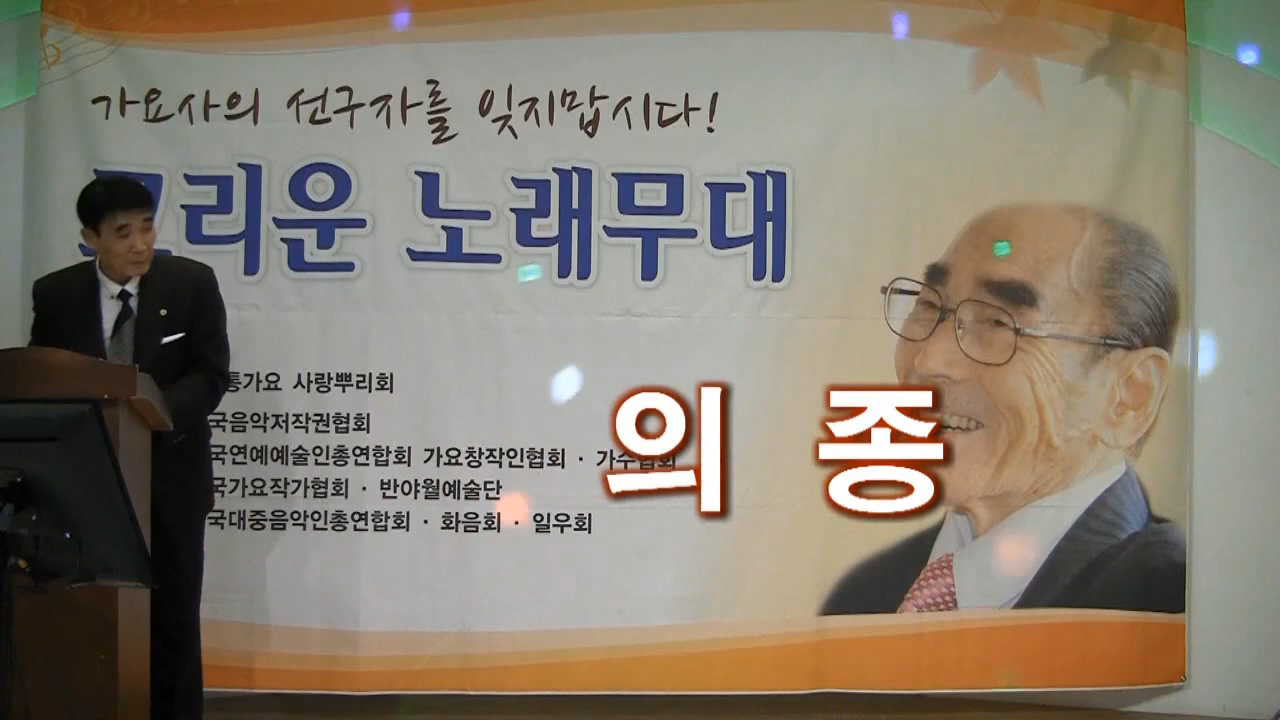 가요사의 선구자를 잊지맙시다!
그리운 노래무대
통가요 사랑뿌리회
국음악저작권협회
국연예예술인총연합회 가요창작인협회 · 가수협회
국가요작가협회 · 반야월예술단
국대중음악인총연합회 · 화음회 · 일우회
의 종